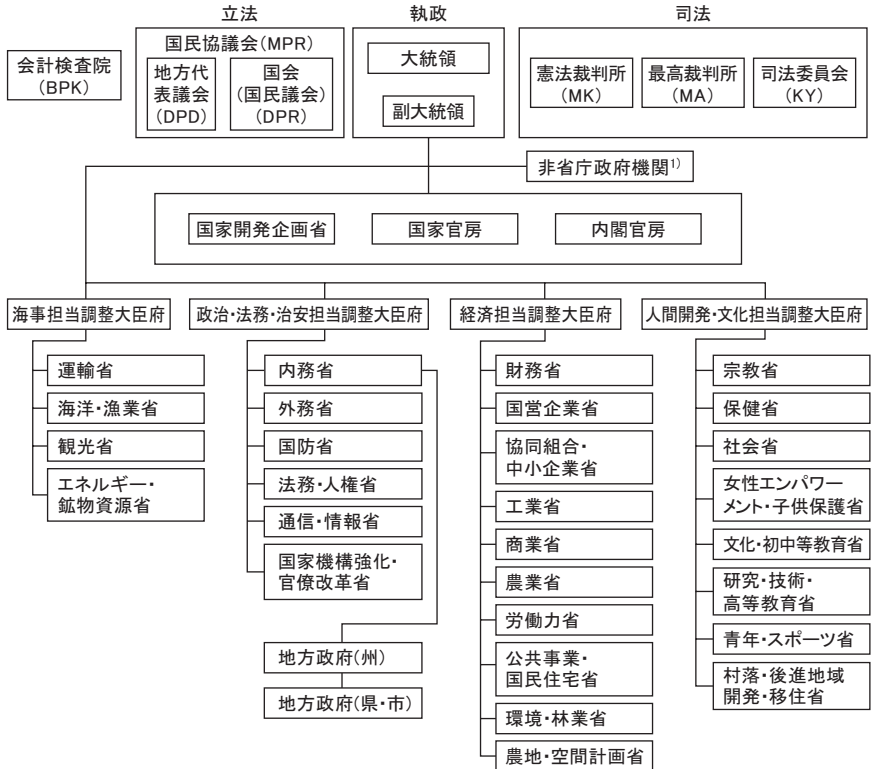 立法
執政
司法
会計検査院
(BPK)
国民協議会(MPR)
地方代
表議会
(DPD)
国会
(国民議会)
(DPR)
大統領
副大統領
憲法裁判所
(MK)
最高裁判所
(MA)
司法委員会
(KY)
非省庁政府機関1)
国家開発企画省
国家官房
内閣官房
海事担当調整大臣府
運輸省
海洋・漁業省
観光省
エネルギー・
鉱物資源省
政治・法務・治安担当調整大臣府
内務省
外務省
国防省
法務・人権省
通信・情報省
国家機構強化・
官僚改革省
地方政府(州)
地方政府(県・市)
経済担当調整大臣府
財務省
国営企業省
協同組合・
中小企業省
工業省
商業省
農業省
労働力省
公共事業・
国民住宅省
環境・林業省
農地・空間計画省
人間開発・文化担当調整大臣府
宗教省
保健省
社会省
女性エンパワー
メント・子供保護省
文化・初中等教育省
研究・技術・
高等教育省
青年・スポーツ省
村落・後進地域
開発・移住省